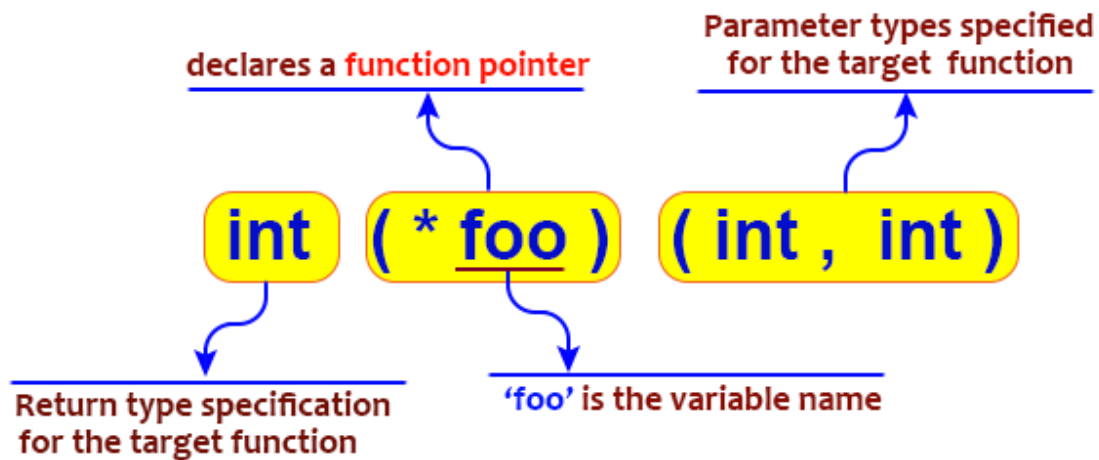 Parameter types specified
for the target function
declares a function pointer
int ( * foo ) ( int , int )
Return type specification
for the target function
‘foo’ is the variable name